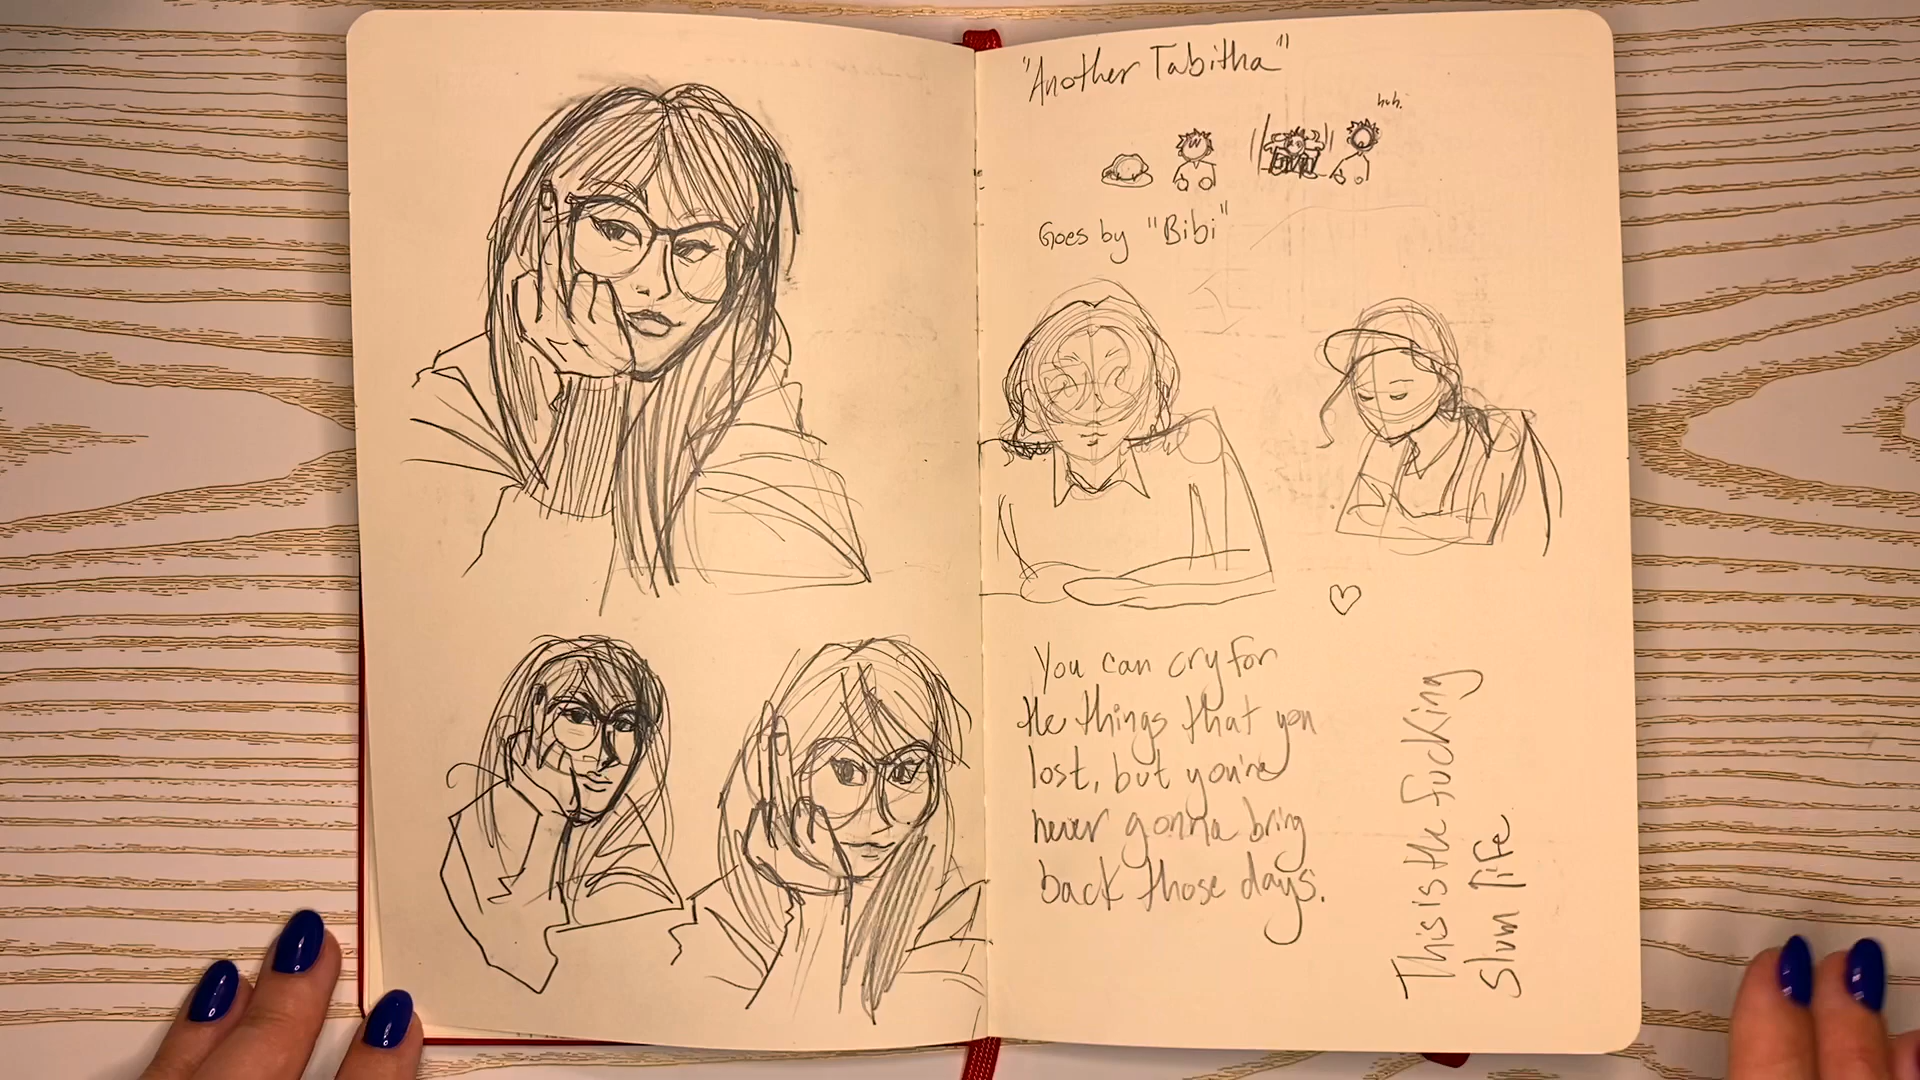 "Another Tabitha"
huh.
Goes by "Bibi"
You can cry for
the things that you
lost, but you're
never gonna bring
back those days.
This is the fucking
Slum life